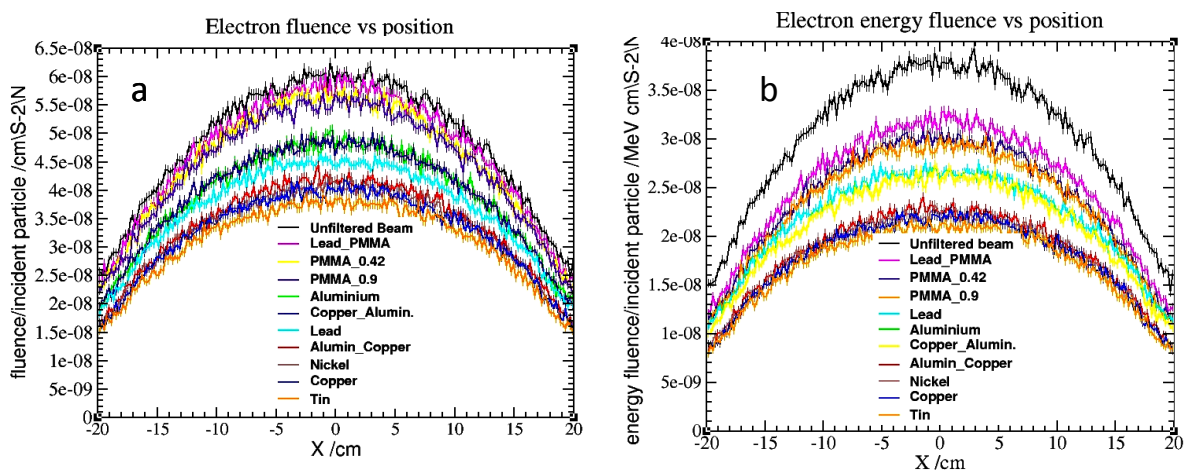 Electron fluence vs position
a
fluence/incident particle /cm\S-2\N
6.5e-08
6e-08
5.5e-08
5e-08
4.5e-08
4e-08
3.5e-08
3e-08
2.5e-08
2e-08
1.5e-08
1e-08
5e-09
0
-20
-15
-10
-5
0
5
10
15
20
X /cm
Unfiltered Beam
Lead_PMMA
PMMA_0.42
PMMA_0.9
Aluminium
Copper_Alumin.
Lead
Alumin_Copper
Nickel
Copper
Tin
Electron energy fluence vs position
b
energy fluence/incident particle /MeV cm\S-2\N
4e-08
3e-08
2.5e-08
2e-08
1.5e-08
1e-08
5e-09
0
-20
-15
-10
-5
0
5
10
15
20
X /cm
Unfiltered beam
Lead_PMMA
PMMA_0.42
PMMA_0.9
Lead
Aluminium
Copper_Alumin.
Alumin_Copper
Nickel
Copper
Tin